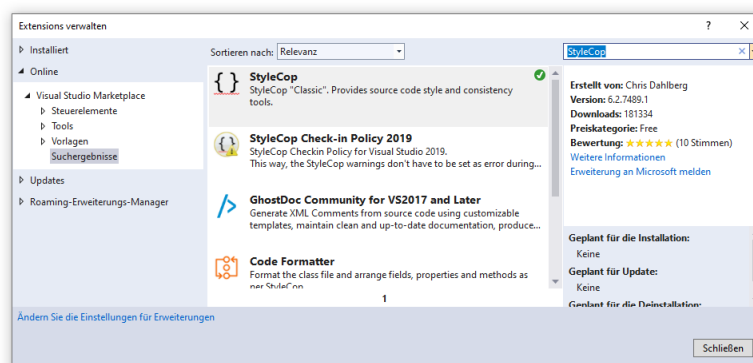 Extensions verwalten
?
Installiert
Online
Visual Studio Marketplace
Steuerelemente
Tools
Vorlagen
Suchergebnisse
Updates
Roaming-Erweiterungs-Manager
Sortieren nach: Relevanz
{ } StyleCop
StyleCop "Classic". Provides source code style and consistency
tools.
StyleCop Check-in Policy 2019
StyleCop Checkin Policy for Visual Studio 2019.
This way, the StyleCop warnings don't have to be set as error during...
GhostDoc Community for VS2017 and Later
Generate XML Comments from source code using customizable
templates, maintain clean and up-to-date documentation, produce...
Code Formatter
Format the class file and arrange fields, properties and methods as
per StyleCop
1
StyleCop
Erstellt von: Chris Dahlberg
Version: 6.2.7489.1
Downloads: 181334
Preiskategorie: Free
Bewertung: (10 Stimmen)
Weitere Informationen
Erweiterung an Microsoft melden
Geplant für die Installation:
Keine
Geplant für Update:
Keine
Geplant für die Deinstallation:
Ändern Sie die Einstellungen für Erweiterungen
Schließen